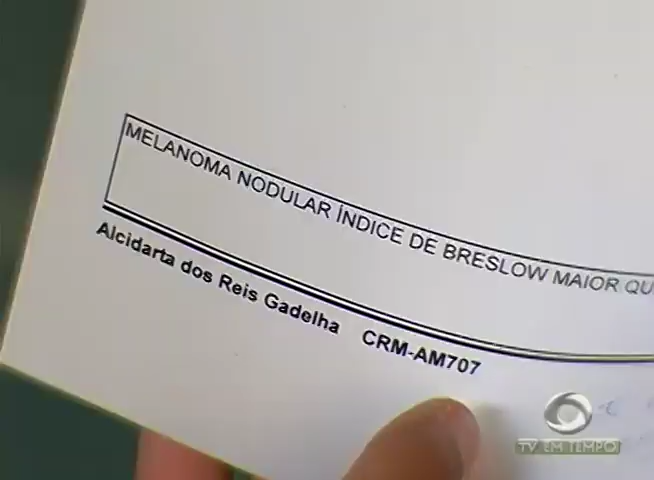 MELANOMA NODULAR ÍNDICE DE BRESLOW MAIOR QU
Alcidarta dos Reis Gadelha CRM-AM707
TV EM TEMPO